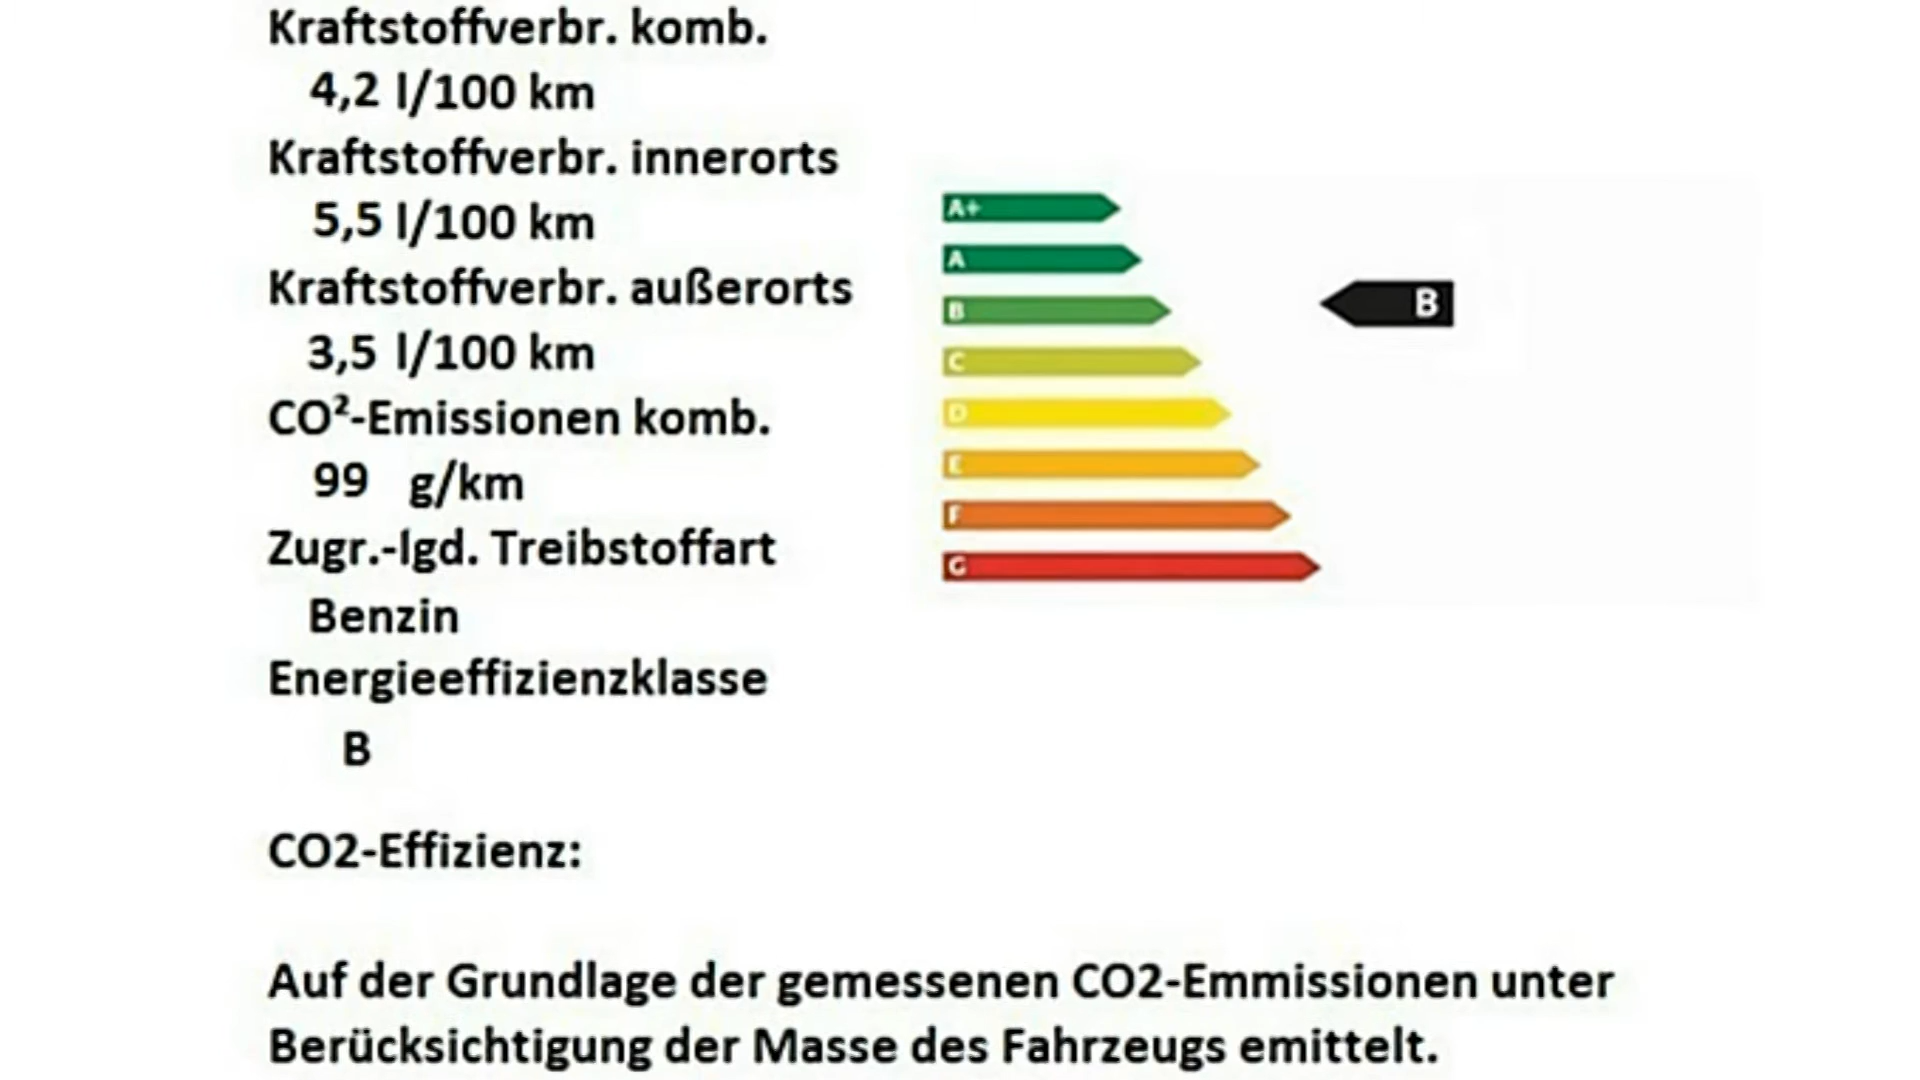 Kraftstoffverbr. komb.
4,2 l/100 km
Kraftstoffverbr. innerorts
5,5 l/100 km
Kraftstoffverbr. außerorts
3,5 l/100 km
CO²-Emissionen komb.
99 g/km
Zugr.-lgd. Treibstoffart
Benzin
Energieeffizienzklasse
B
A+
A
B
C
D
E
F
G
B
CO2-Effizienz:
Auf der Grundlage der gemessenen CO2-Emmissionen unter
Berücksichtigung der Masse des Fahrzeugs emittelt.